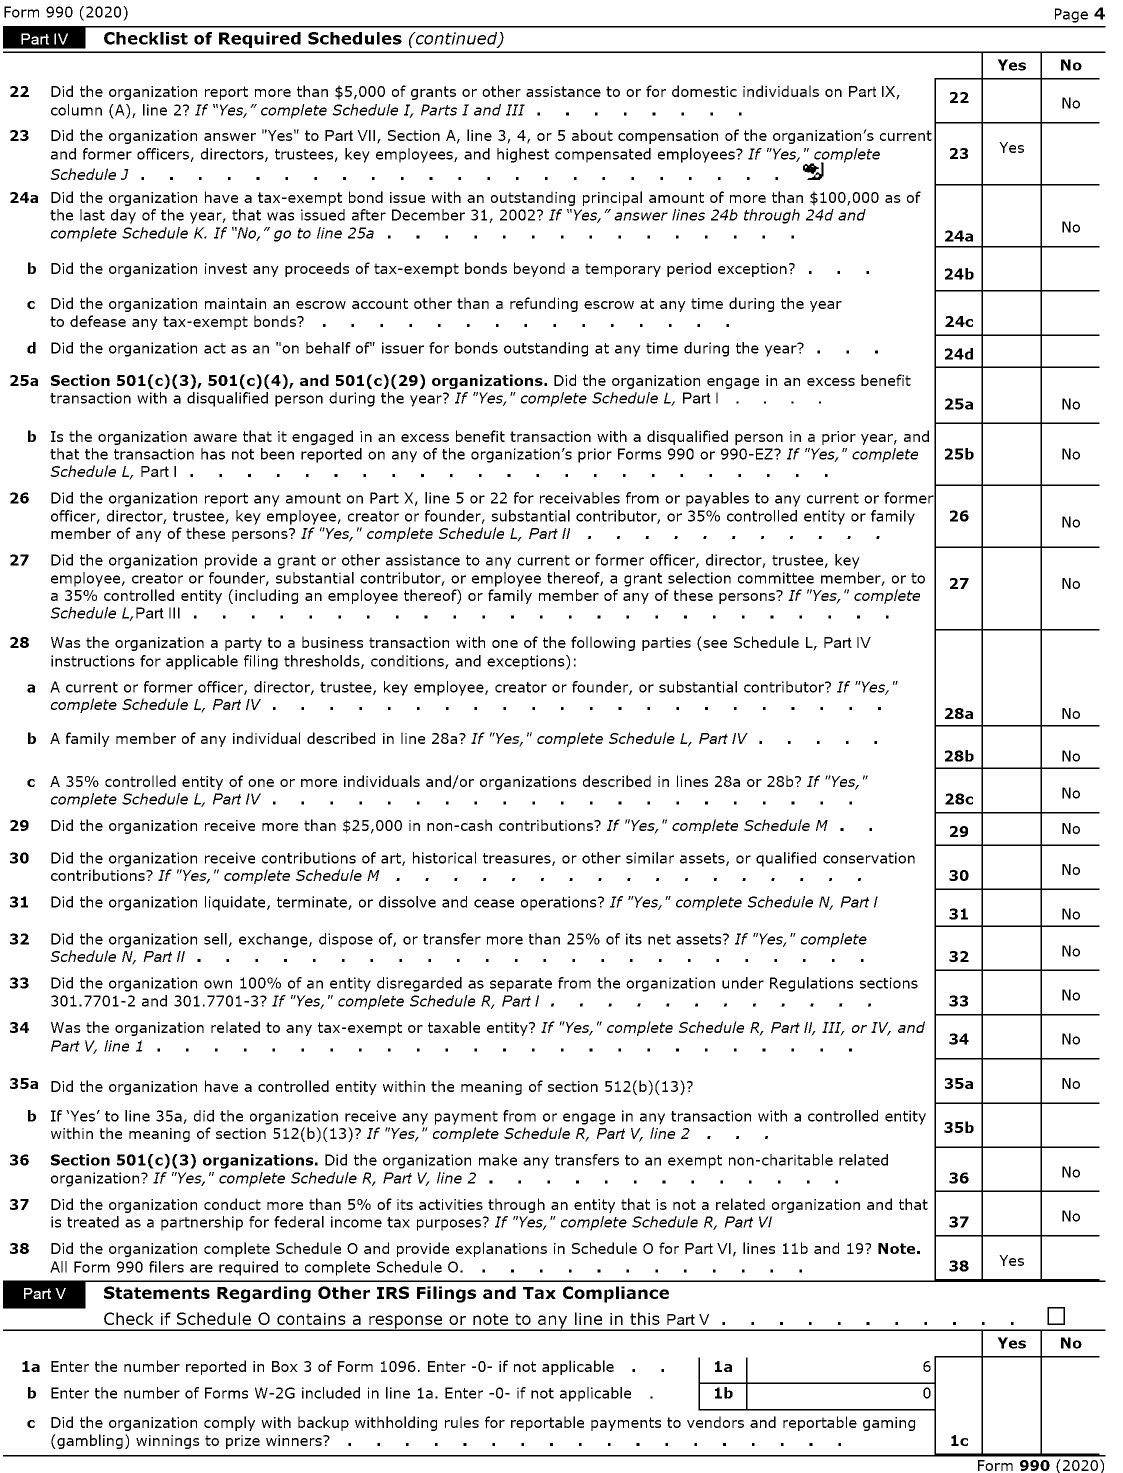 Form 990 (2020)
Page 4
Part IV Checklist of Required Schedules (continued)
Yes No
22 Did the organization report more than $5,000 of grants or other assistance to or for domestic individuals on Part IX,
column (A), line 2? If “Yes,” complete Schedule I, Parts I and III . . . . . . . . 22 No
23 Did the organization answer "Yes" to Part VII, Section A, line 3, 4, or 5 about compensation of the organization’s current
and former officers, directors, trustees, key employees, and highest compensated employees? If "Yes," complete 23 Yes
Schedule J . . . . . . . . . . . . . . . . . . . . . . .
24a Did the organization have a tax-exempt bond issue with an outstanding principal amount of more than $100,000 as of
the last day of the year, that was issued after December 31, 2002? If “Yes,” answer lines 24b through 24d and
complete Schedule K. If “No,” go to line 25a . . . . . . . . . . . . . . . 24a No
b Did the organization invest any proceeds of tax-exempt bonds beyond a temporary period exception? . . . 24b
c Did the organization maintain an escrow account other than a refunding escrow at any time during the year
to defease any tax-exempt bonds? . . . . . . . . . . . . . . . 24c
d Did the organization act as an "on behalf of" issuer for bonds outstanding at any time during the year? . . . 24d
25a Section 501(c)(3), 501(c)(4), and 501(c)(29) organizations. Did the organization engage in an excess benefit
transaction with a disqualified person during the year? If "Yes," complete Schedule L, Part I . . . . 25a No
b Is the organization aware that it engaged in an excess benefit transaction with a disqualified person in a prior year, and
that the transaction has not been reported on any of the organization’s prior Forms 990 or 990-EZ? If "Yes," complete 25b No
Schedule L, Part I . . . . . . . . . . . . . . . . . . . . . . .
26 Did the organization report any amount on Part X, line 5 or 22 for receivables from or payables to any current or former
officer, director, trustee, key employee, creator or founder, substantial contributor, or 35% controlled entity or family 26 No
member of any of these persons? If "Yes," complete Schedule L, Part II . . . . . . . . . . .
27 Did the organization provide a grant or other assistance to any current or former officer, director, trustee, key
employee, creator or founder, substantial contributor, or employee thereof, a grant selection committee member, or to 27 No
a 35% controlled entity (including an employee thereof) or family member of any of these persons? If "Yes," complete
Schedule L,Part III . . . . . . . . . . . . . . . . . . . . . . . . .
28 Was the organization a party to a business transaction with one of the following parties (see Schedule L, Part IV
instructions for applicable filing thresholds, conditions, and exceptions):
a A current or former officer, director, trustee, key employee, creator or founder, or substantial contributor? If "Yes,"
complete Schedule L, Part IV . . . . . . . . . . . . . . . . . . . . . . 28a No
b A family member of any individual described in line 28a? If "Yes," complete Schedule L, Part IV . . . . . 28b No
c A 35% controlled entity of one or more individuals and/or organizations described in lines 28a or 28b? If "Yes,"
complete Schedule L, Part IV . . . . . . . . . . . . . . . . . . . . . 28c No
29 Did the organization receive more than $25,000 in non-cash contributions? If "Yes," complete Schedule M . . 29 No
30 Did the organization receive contributions of art, historical treasures, or other similar assets, or qualified conservation
contributions? If "Yes," complete Schedule M . . . . . . . . . . . . . . . . . 30 No
31 Did the organization liquidate, terminate, or dissolve and cease operations? If "Yes," complete Schedule N, Part I 31 No
32 Did the organization sell, exchange, dispose of, or transfer more than 25% of its net assets? If "Yes," complete
Schedule N, Part II . . . . . . . . . . . . . . . . . . . . . . . . 32 No
33 Did the organization own 100% of an entity disregarded as separate from the organization under Regulations sections
301.7701-2 and 301.7701-3? If "Yes," complete Schedule R, Part I . . . . . . . . . . . . 33 No
34 Was the organization related to any tax-exempt or taxable entity? If "Yes," complete Schedule R, Part II, III, or IV, and
Part V, line 1 . . . . . . . . . . . . . . . . . . . . . . . . . 34 No
35a Did the organization have a controlled entity within the meaning of section 512(b)(13)? 35a No
b If ‘Yes’ to line 35a, did the organization receive any payment from or engage in any transaction with a controlled entity
within the meaning of section 512(b)(13)? If "Yes," complete Schedule R, Part V, line 2 . . . 35b
36 Section 501(c)(3) organizations. Did the organization make any transfers to an exempt non-charitable related
organization? If "Yes," complete Schedule R, Part V, line 2 . . . . . . . . . . . . . 36 No
37 Did the organization conduct more than 5% of its activities through an entity that is not a related organization and that
is treated as a partnership for federal income tax purposes? If "Yes," complete Schedule R, Part VI 37 No
38 Did the organization complete Schedule O and provide explanations in Schedule O for Part VI, lines 11b and 19? Note.
All Form 990 filers are required to complete Schedule O. . . . . . . . . . . . . 38 Yes
Part V Statements Regarding Other IRS Filings and Tax Compliance
Check if Schedule O contains a response or note to any line in this Part V . . . . . . . . . . .
Yes No
1a Enter the number reported in Box 3 of Form 1096. Enter -0- if not applicable . . 1a 6
b Enter the number of Forms W-2G included in line 1a. Enter -0- if not applicable . 1b 0
c Did the organization comply with backup withholding rules for reportable payments to vendors and reportable gaming
(gambling) winnings to prize winners? . . . . . . . . . . . . . . . . . . 1c
Form 990 (2020)